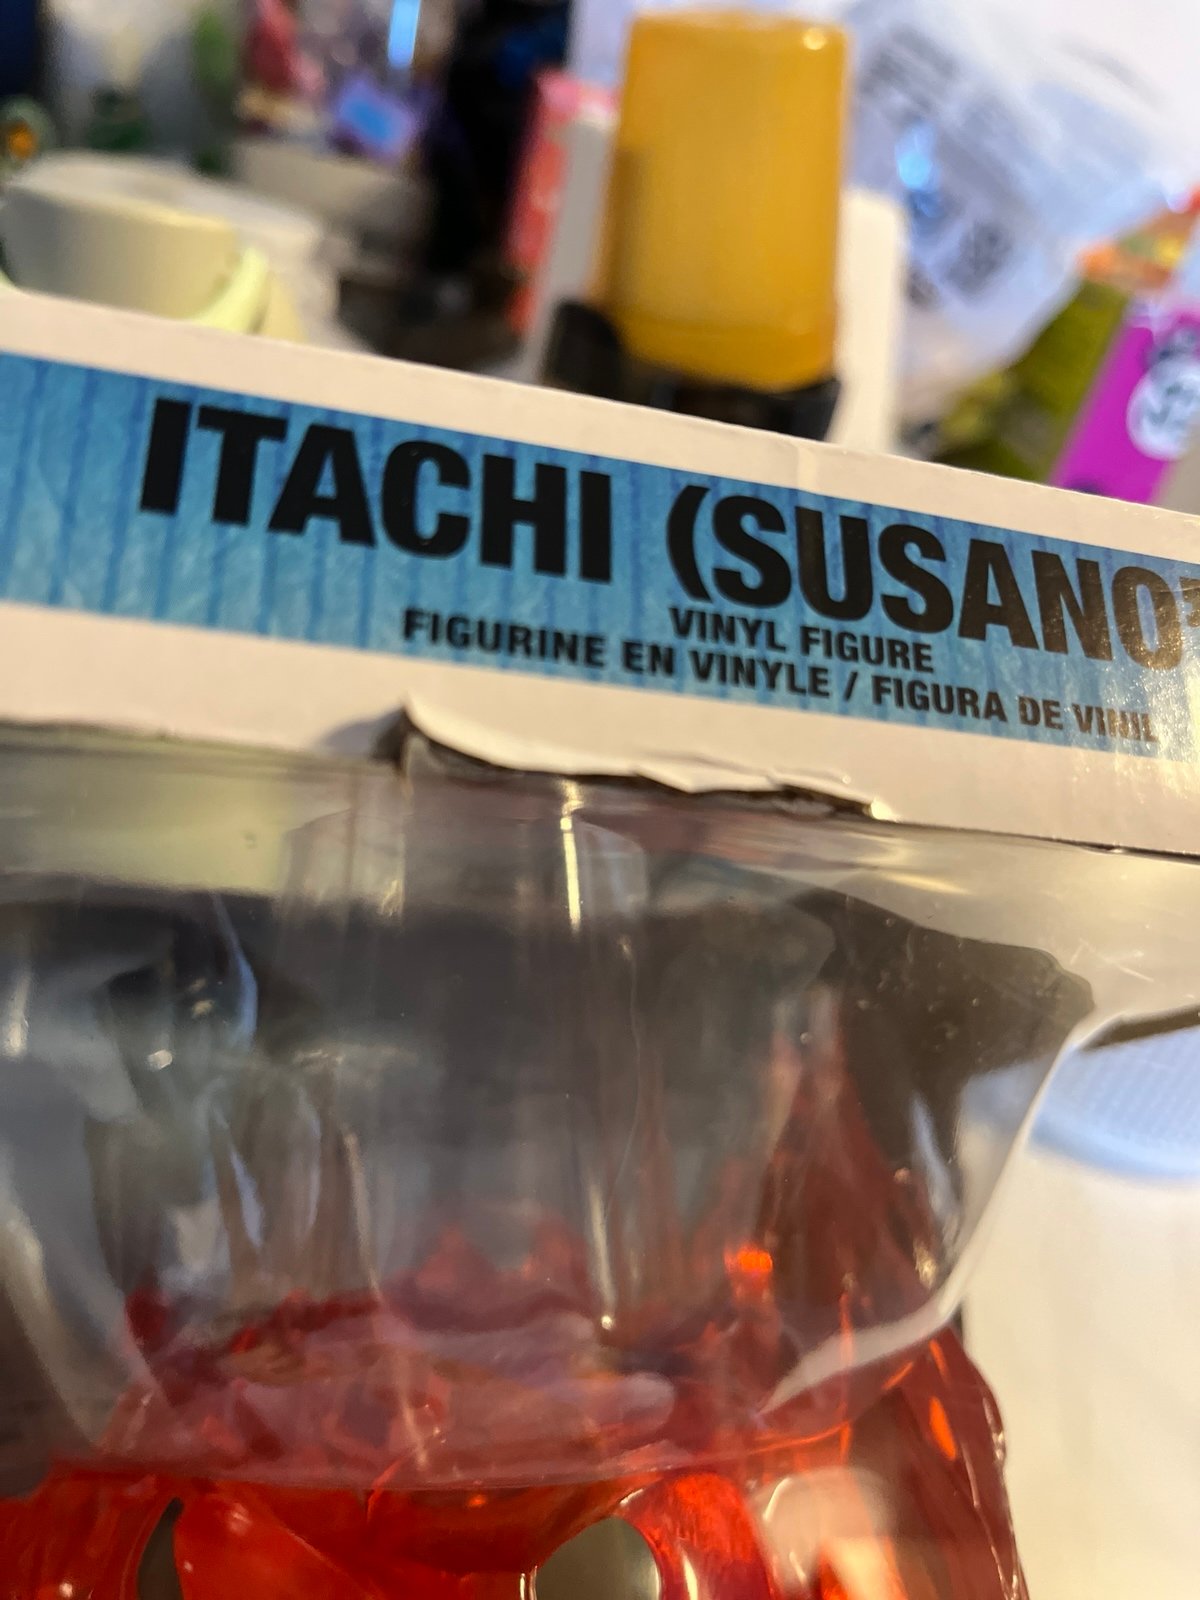 ITACHI (SUSANO
VINYL FIGURE
FIGURINE EN VINYLE / FIGURA DE VINIL